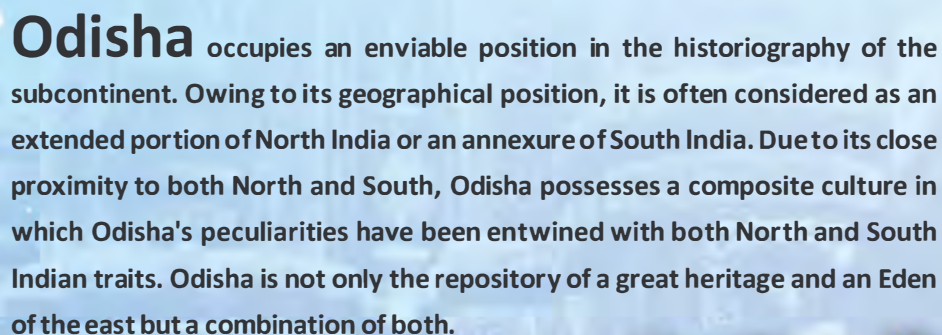 Odisha occupies an enviable position in the historiography of the
subcontinent. Owing to its geographical position, it is often considered as an
extended portion of North India or an annexure of South India. Due to its close
proximity to both North and South, Odisha possesses a composite culture in
which Odisha's peculiarities have been entwined with both North and South
Indian traits. Odisha is not only the repository of a great heritage and an Eden
of the east but a combination of both.